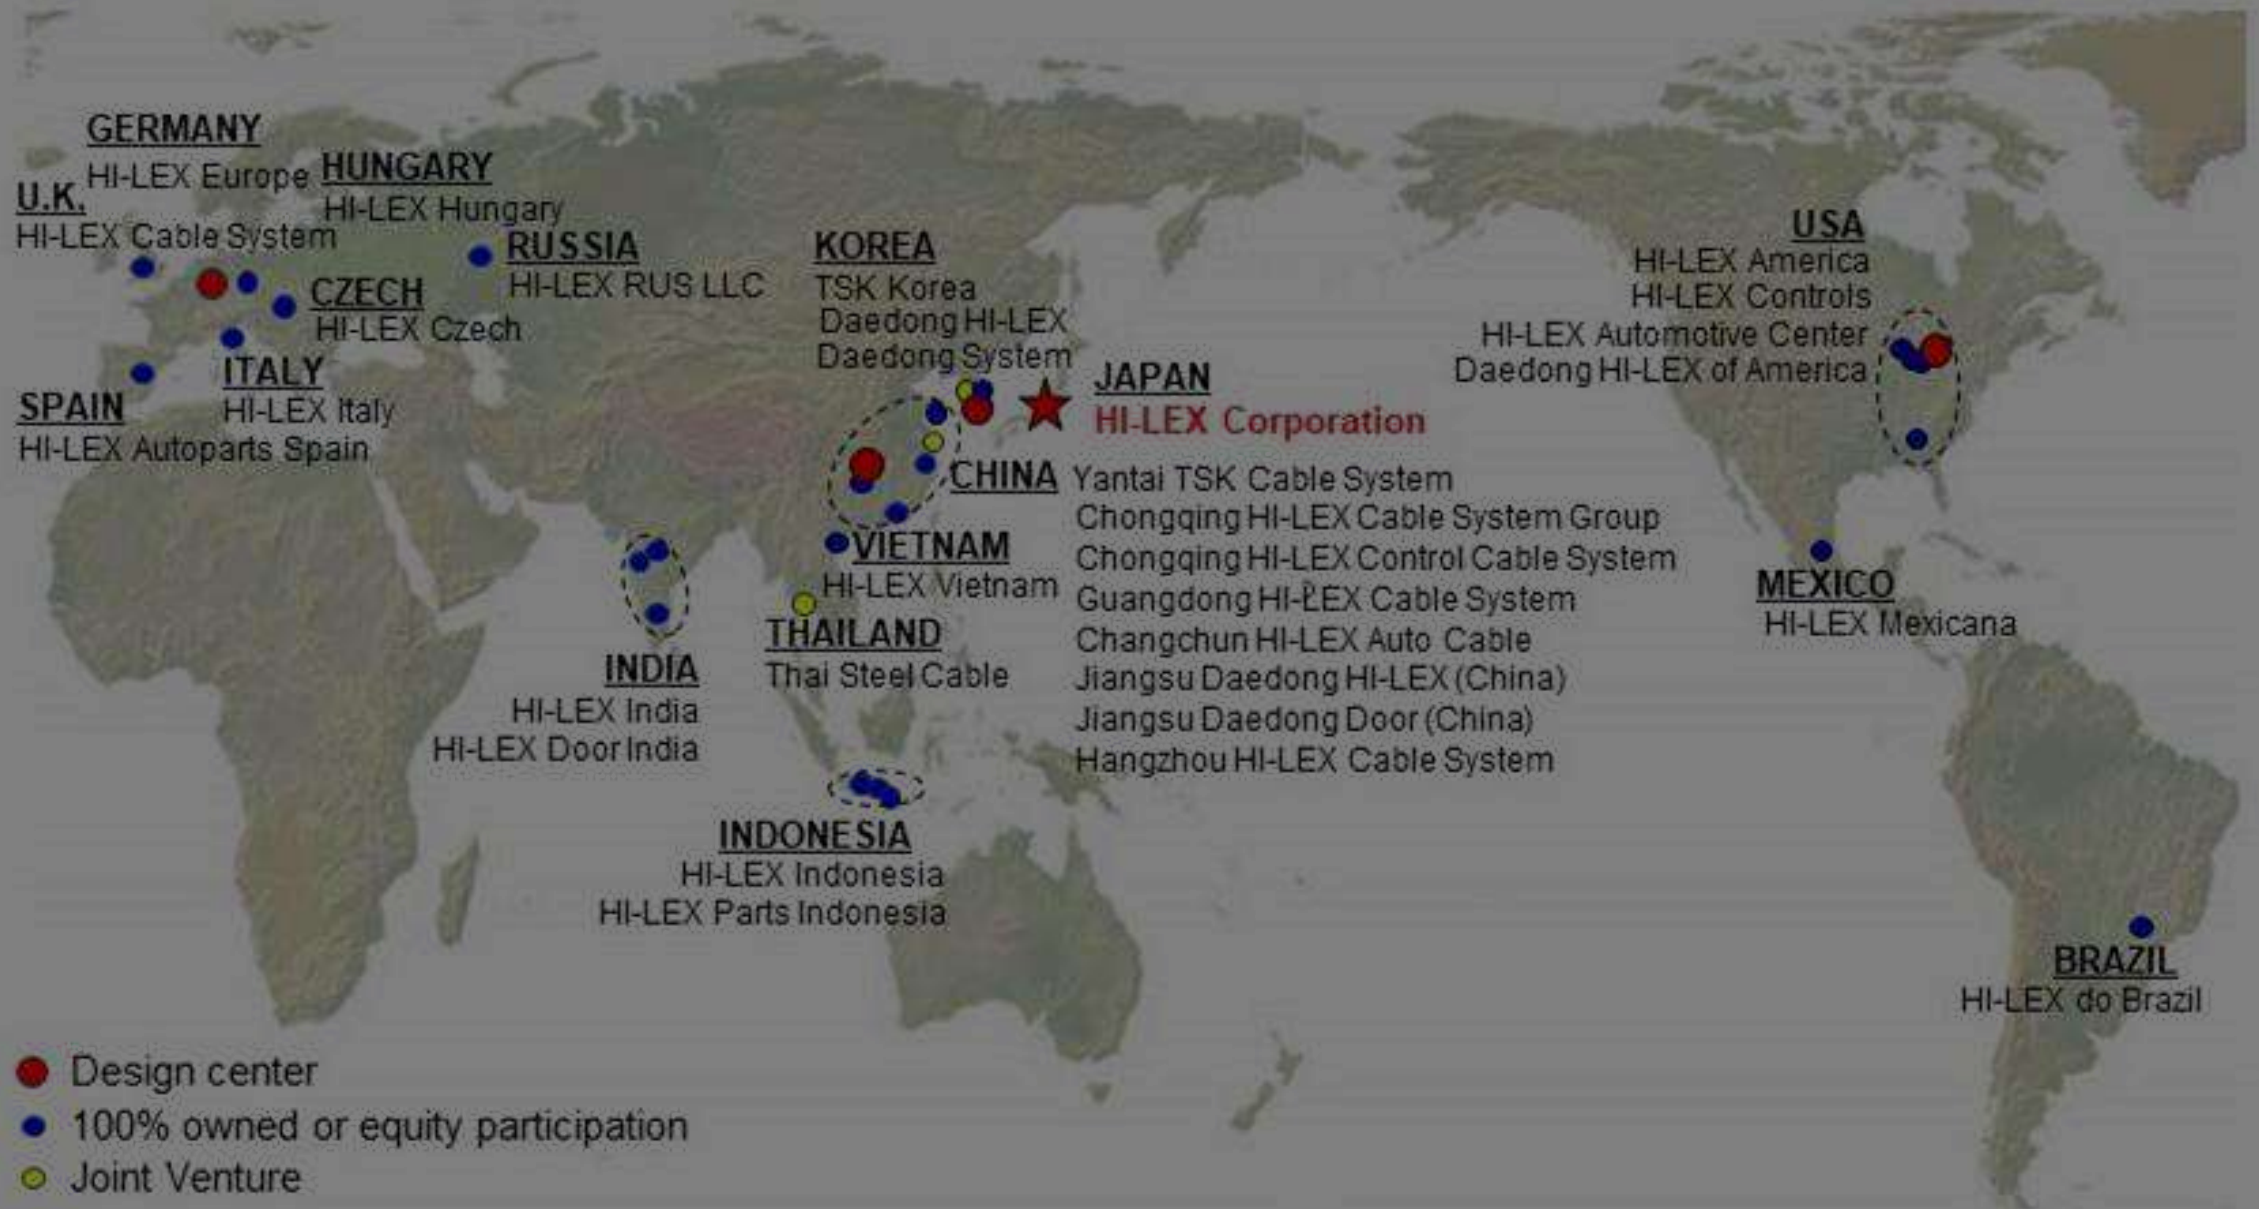 GERMANY
HI-LEX Europe
HUNGARY
HI-LEX Hungary
U.K.
HI-LEX Cable System
RUSSIA
HI-LEX RUS LLC
CZECH
HI-LEX Czech
ITALY
HI-LEX Italy
SPAIN
HI-LEX Autoparts Spain
KOREA
TSK Korea
Daedong HI-LEX
Daedong System
JAPAN
HI-LEX Corporation
CHINA Yantai TSK Cable System
Chongqing HI-LEX Cable System Group
Chongqing HI-LEX Control Cable System
Guangdong HI-LEX Cable System
Changchun HI-LEX Auto Cable
Jiangsu Daedong HI-LEX (China)
Jiangsu Daedong Door (China)
Hangzhou HI-LEX Cable System
VIETNAM
HI-LEX Vietnam
THAILAND
Thai Steel Cable
INDIA
HI-LEX India
HI-LEX Door India
INDONESIA
HI-LEX Indonesia
HI-LEX Parts Indonesia
USA
HI-LEX America
HI-LEX Controls
HI-LEX Automotive Center
Daedong HI-LEX of America
MEXICO
HI-LEX Mexicana
BRAZIL
HI-LEX do Brazil
Design center
100% owned or equity participation
Joint Venture